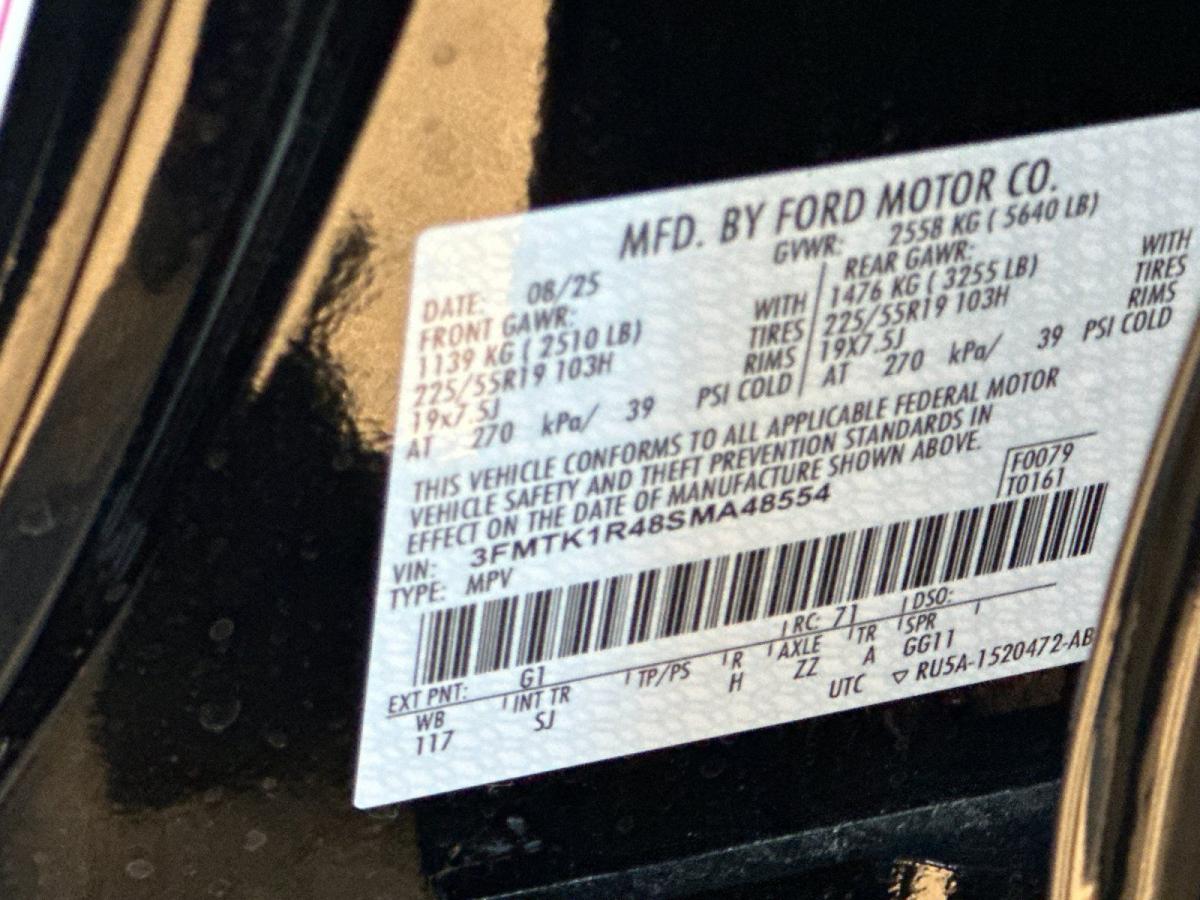 MFD. BY FORD MOTOR CO.
DATE: 08/25 GVWR: 2558 KG ( 5640 LB)
FRONT GAWR: REAR GAWR:
1139 KG ( 2510 LB) WITH 1476 KG ( 3255 LB) WITH
225/55R19 103H TIRES 225/55R19 103H TIRES
19x7.5J RIMS 19X7.5J RIMS
AT 270 kPa/ 39 PSI COLD AT 270 kPa/ 39 PSI COLD
THIS VEHICLE CONFORMS TO ALL APPLICABLE FEDERAL MOTOR
VEHICLE SAFETY AND THEFT PREVENTION STANDARDS IN
EFFECT ON THE DATE OF MANUFACTURE SHOWN ABOVE.
VIN: 3FMTK1R48SMA48554 F0079
TYPE: MPV T0161
EXT PNT: G1 RC: 71 DSO:
WB INT TR TP/PS R AXLE TR SPR
117 SJ H ZZ A GG11
UTC ▽ RU5A-1520472-AB